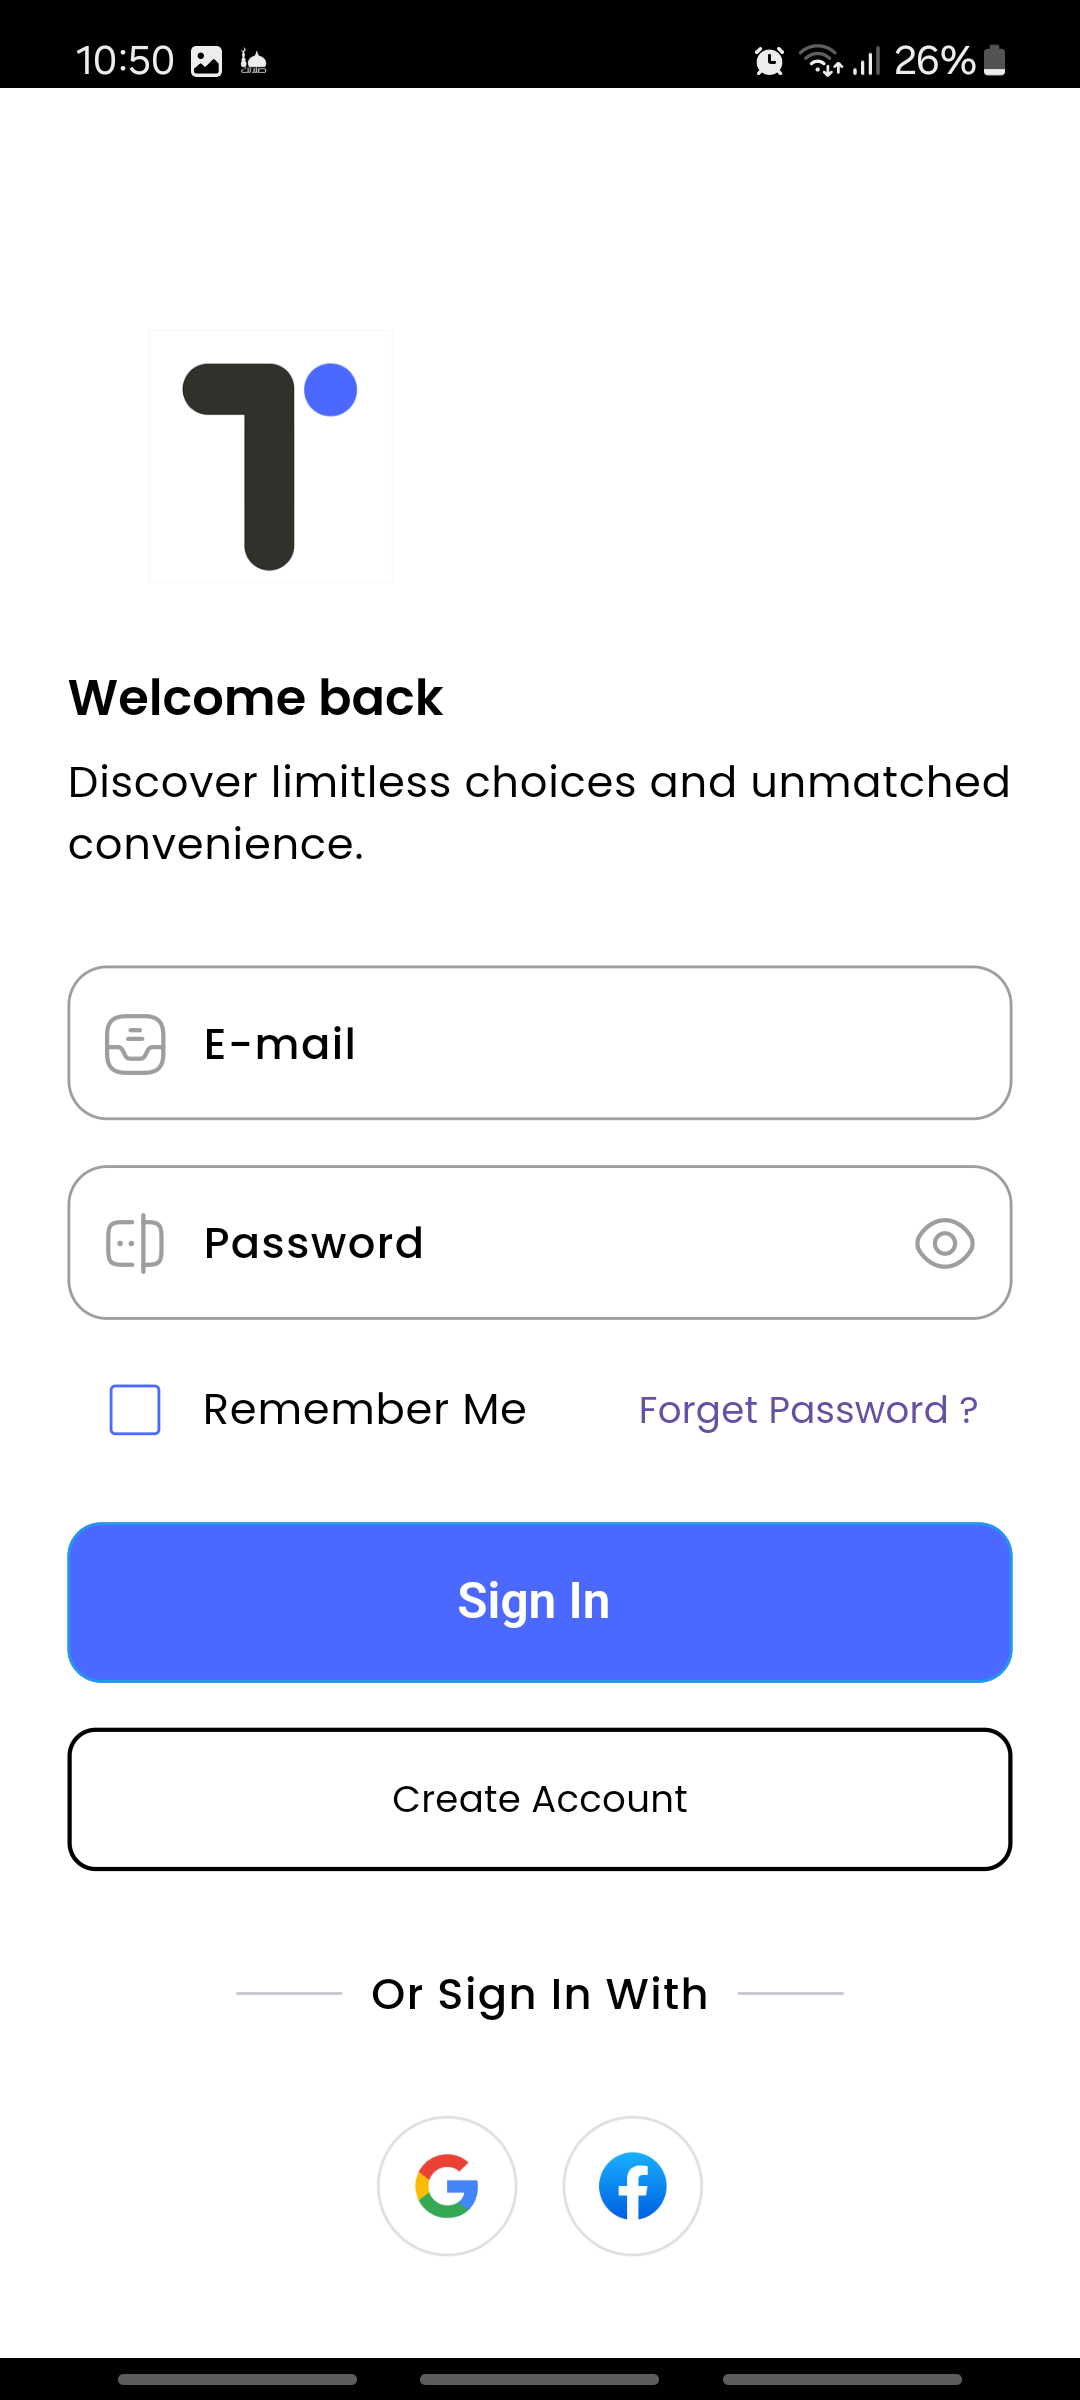 10:50
26%
Welcome back
Discover limitless choices and unmatched
convenience.
E-mail
Password
Remember Me
Forget Password ?
Sign In
Create Account
Or Sign In With